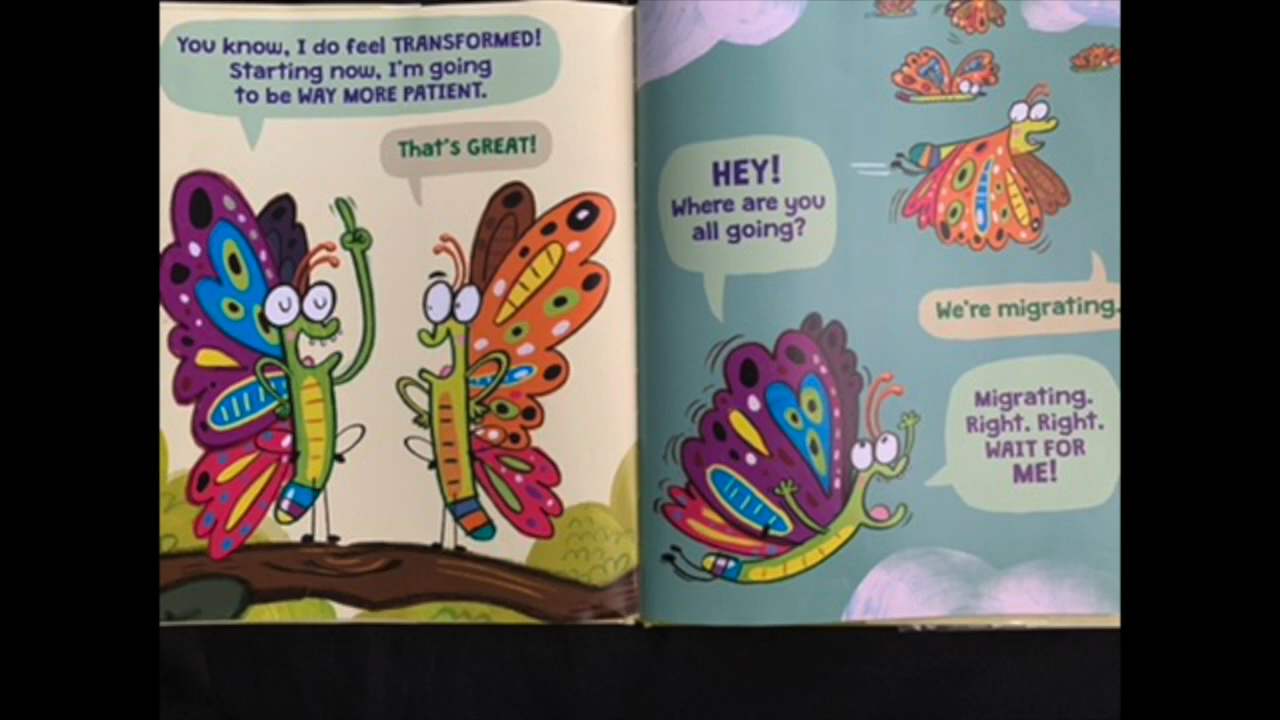 You know, I do feel TRANSFORMED!
Starting now, I'm going
to be WAY MORE PATIENT.
That's GREAT!
HEY!
Where are you
all going?
We're migrating.
Migrating.
Right. Right.
WAIT FOR
ME!